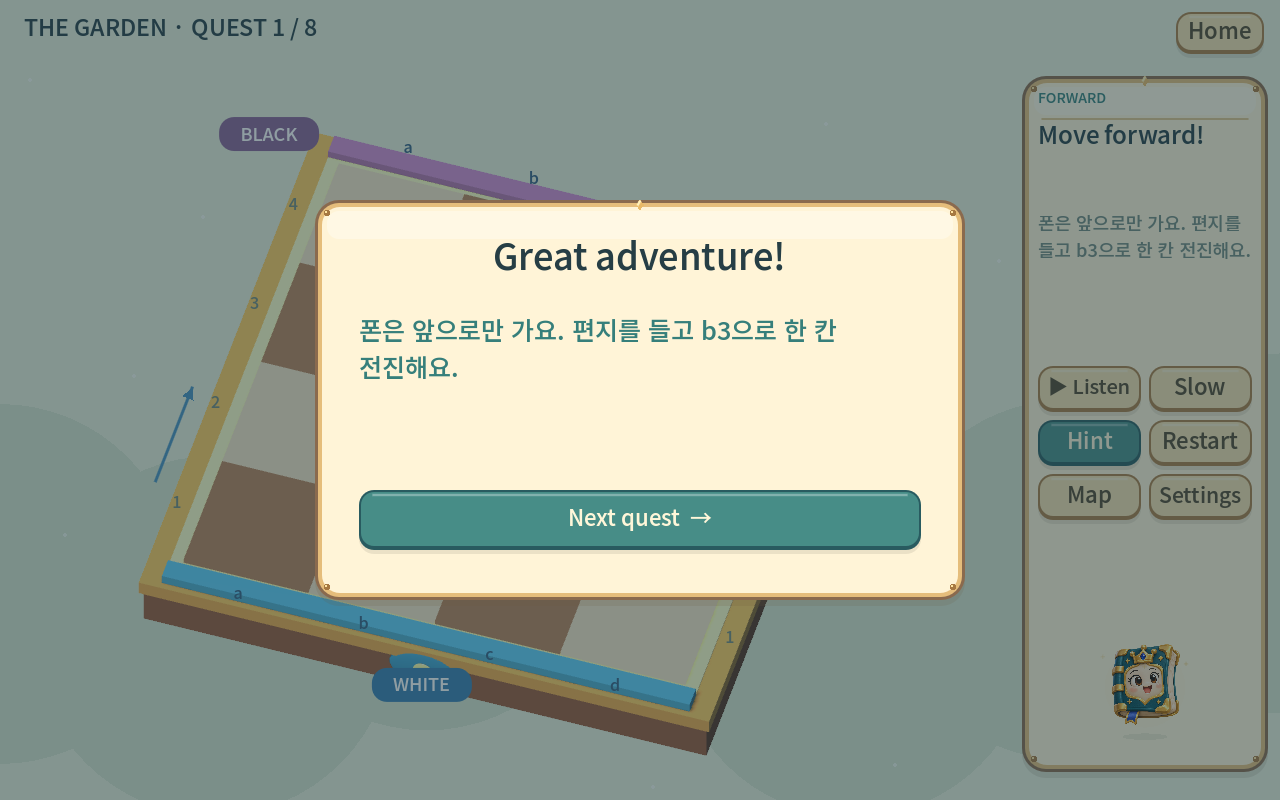 THE GARDEN · QUEST 1 / 8
Home
BLACK
a
b
4
3
2
1
a
b
c
d
1
WHITE
Great adventure!
폰은 앞으로만 가요. 편지를 들고 b3으로 한 칸
전진해요.
Next quest →
FORWARD
Move forward!
폰은 앞으로만 가요. 편지를
들고 b3으로 한 칸 전진해요.
▶ Listen
Slow
Hint
Restart
Map
Settings